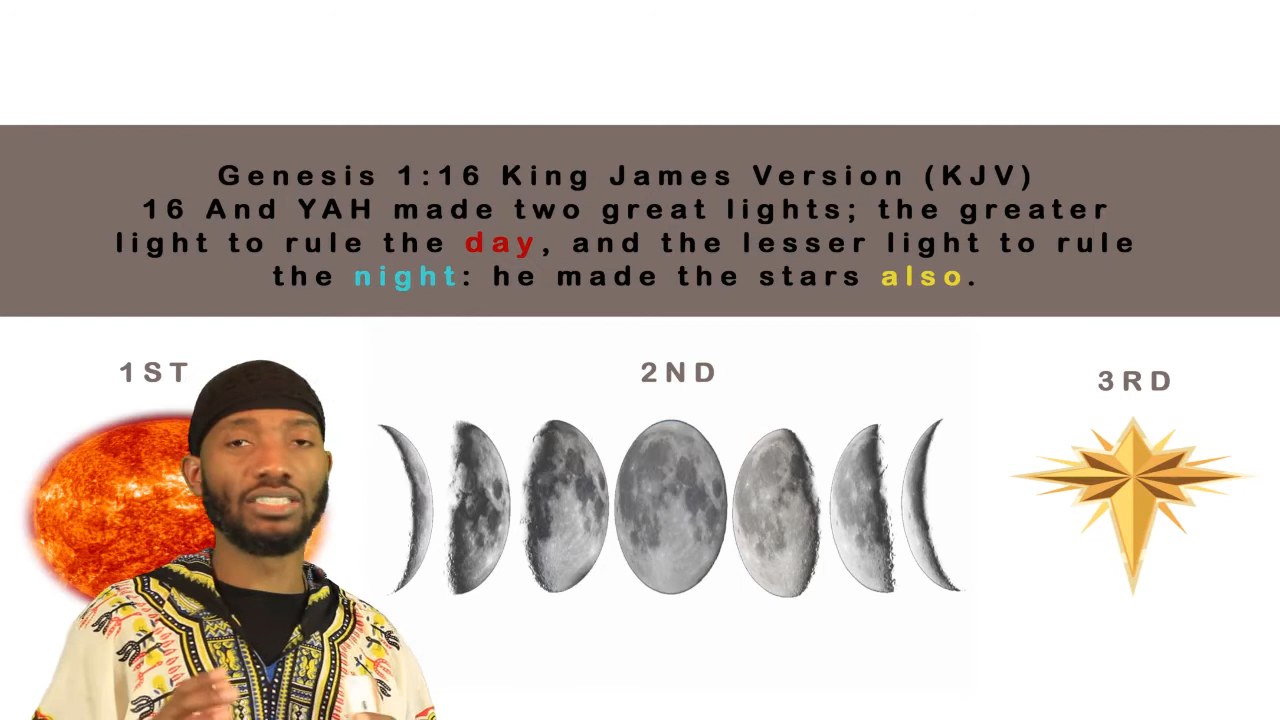 Genesis 1:16 King James Version (KJV)
16 And YAH made two great lights; the greater
light to rule the day, and the lesser light to rule
the night: he made the stars also.
1ST
2ND
3RD